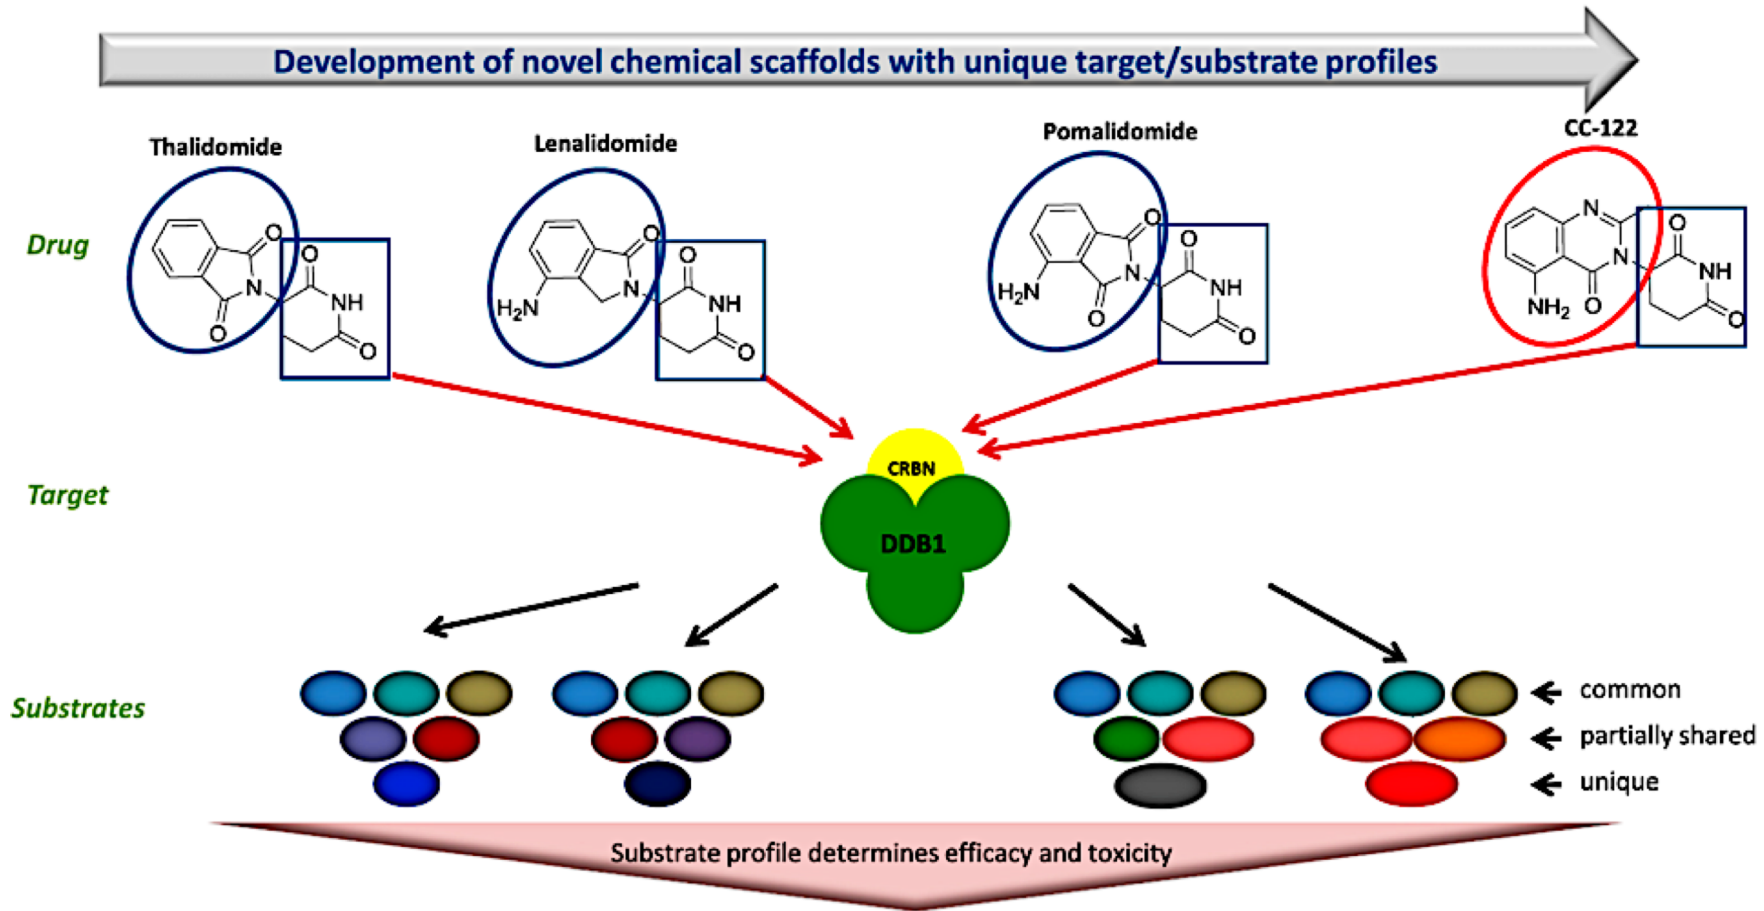 Development of novel chemical scaffolds with unique target/substrate profiles
Thalidomide
Lenalidomide
Pomalidomide
CC-122
Drug
O
N
O
O
NH
O
H₂N
O
N
O
NH
O
H₂N
O
N
O
O
NH
O
N
N
NH₂
O
O
NH
O
CRBN
Target
DDB1
Substrates
common
partially shared
unique
Substrate profile determines efficacy and toxicity